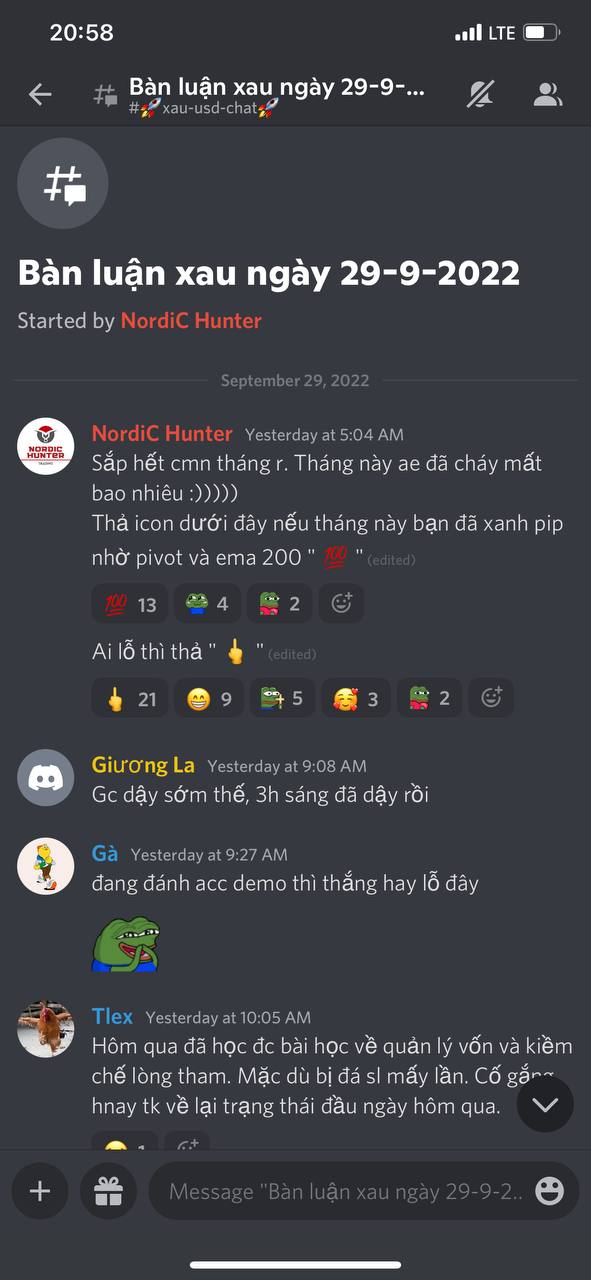 20:58
LTE
Bàn luận xau ngày 29-9-...
#🚀xau-usd-chat🚀
Bàn luận xau ngày 29-9-2022
Started by NordiC Hunter
September 29, 2022
NORDIC
HUNTER
TRADING
NordiC Hunter Yesterday at 5:04 AM
Sắp hết cmn tháng r. Tháng này ae đã cháy mất
bao nhiêu :)))))
Thả icon dưới đây nếu tháng này bạn đã xanh pip
nhờ pivot và ema 200 " 💯 " (edited)
💯 13 4 2
Ai lỗ thì thả " 🖕 " (edited)
🖕 21 😁 9 5 🥰 3 2
Giương La Yesterday at 9:08 AM
Gc dậy sớm thế, 3h sáng đã dậy rồi
Gà Yesterday at 9:27 AM
đang đánh acc demo thì thắng hay lỗ đây
Tlex Yesterday at 10:05 AM
Hôm qua đã học đc bài học về quản lý vốn và kiềm
chế lòng tham. Mặc dù bị đá sl mấy lần. Cố gắng
hnay tk về lại trạng thái đầu ngày hôm qua.
1
Message "Bàn luận xau ngày 29-9-2..